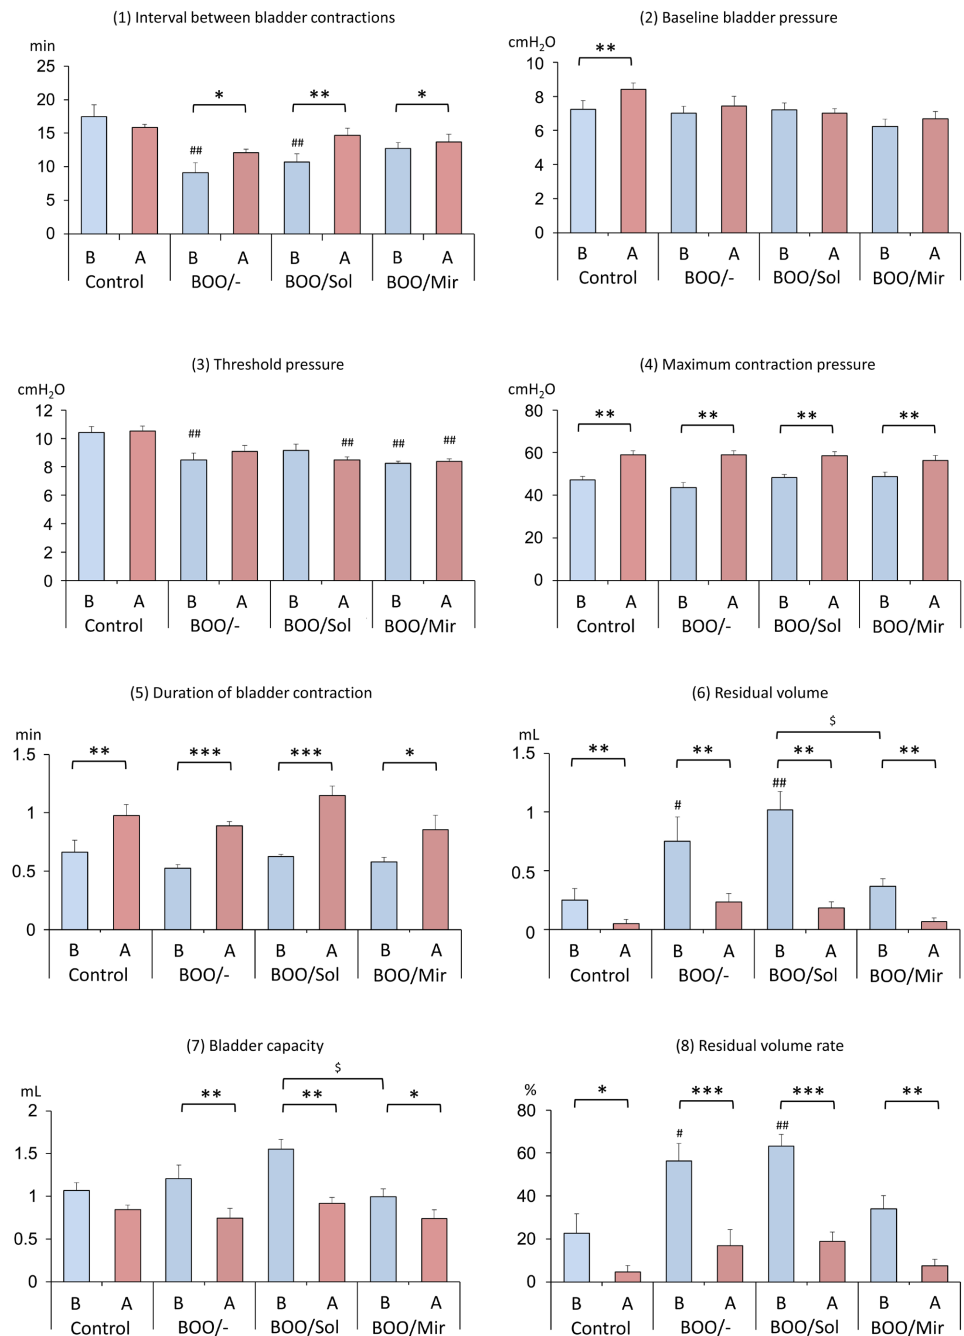 (1) Interval between bladder contractions
min
25
20
15
10
5
0
* ** *
## ##
B A B A B A B A
Control BOO/- BOO/Sol BOO/Mir
(2) Baseline bladder pressure
cmH2O
10
8
6
4
2
0
**
B A B A B A B A
Control BOO/- BOO/Sol BOO/Mir
(3) Threshold pressure
cmH2O
12
10
8
6
4
2
0
## ## ## ##
B A B A B A B A
Control BOO/- BOO/Sol BOO/Mir
(4) Maximum contraction pressure
cmH2O
80
60
40
20
0
** ** ** **
B A B A B A B A
Control BOO/- BOO/Sol BOO/Mir
(5) Duration of bladder contraction
min
1.5
1
0.5
0
** *** *** *
B A B A B A B A
Control BOO/- BOO/Sol BOO/Mir
(6) Residual volume
mL
1.5
1
0.5
0
$
** ** ** **
# ##
B A B A B A B A
Control BOO/- BOO/Sol BOO/Mir
(7) Bladder capacity
mL
2
1.5
1
0.5
0
$
** ** *
B A B A B A B A
Control BOO/- BOO/Sol BOO/Mir
(8) Residual volume rate
%
80
60
40
20
0
* *** *** **
# ##
B A B A B A B A
Control BOO/- BOO/Sol BOO/Mir